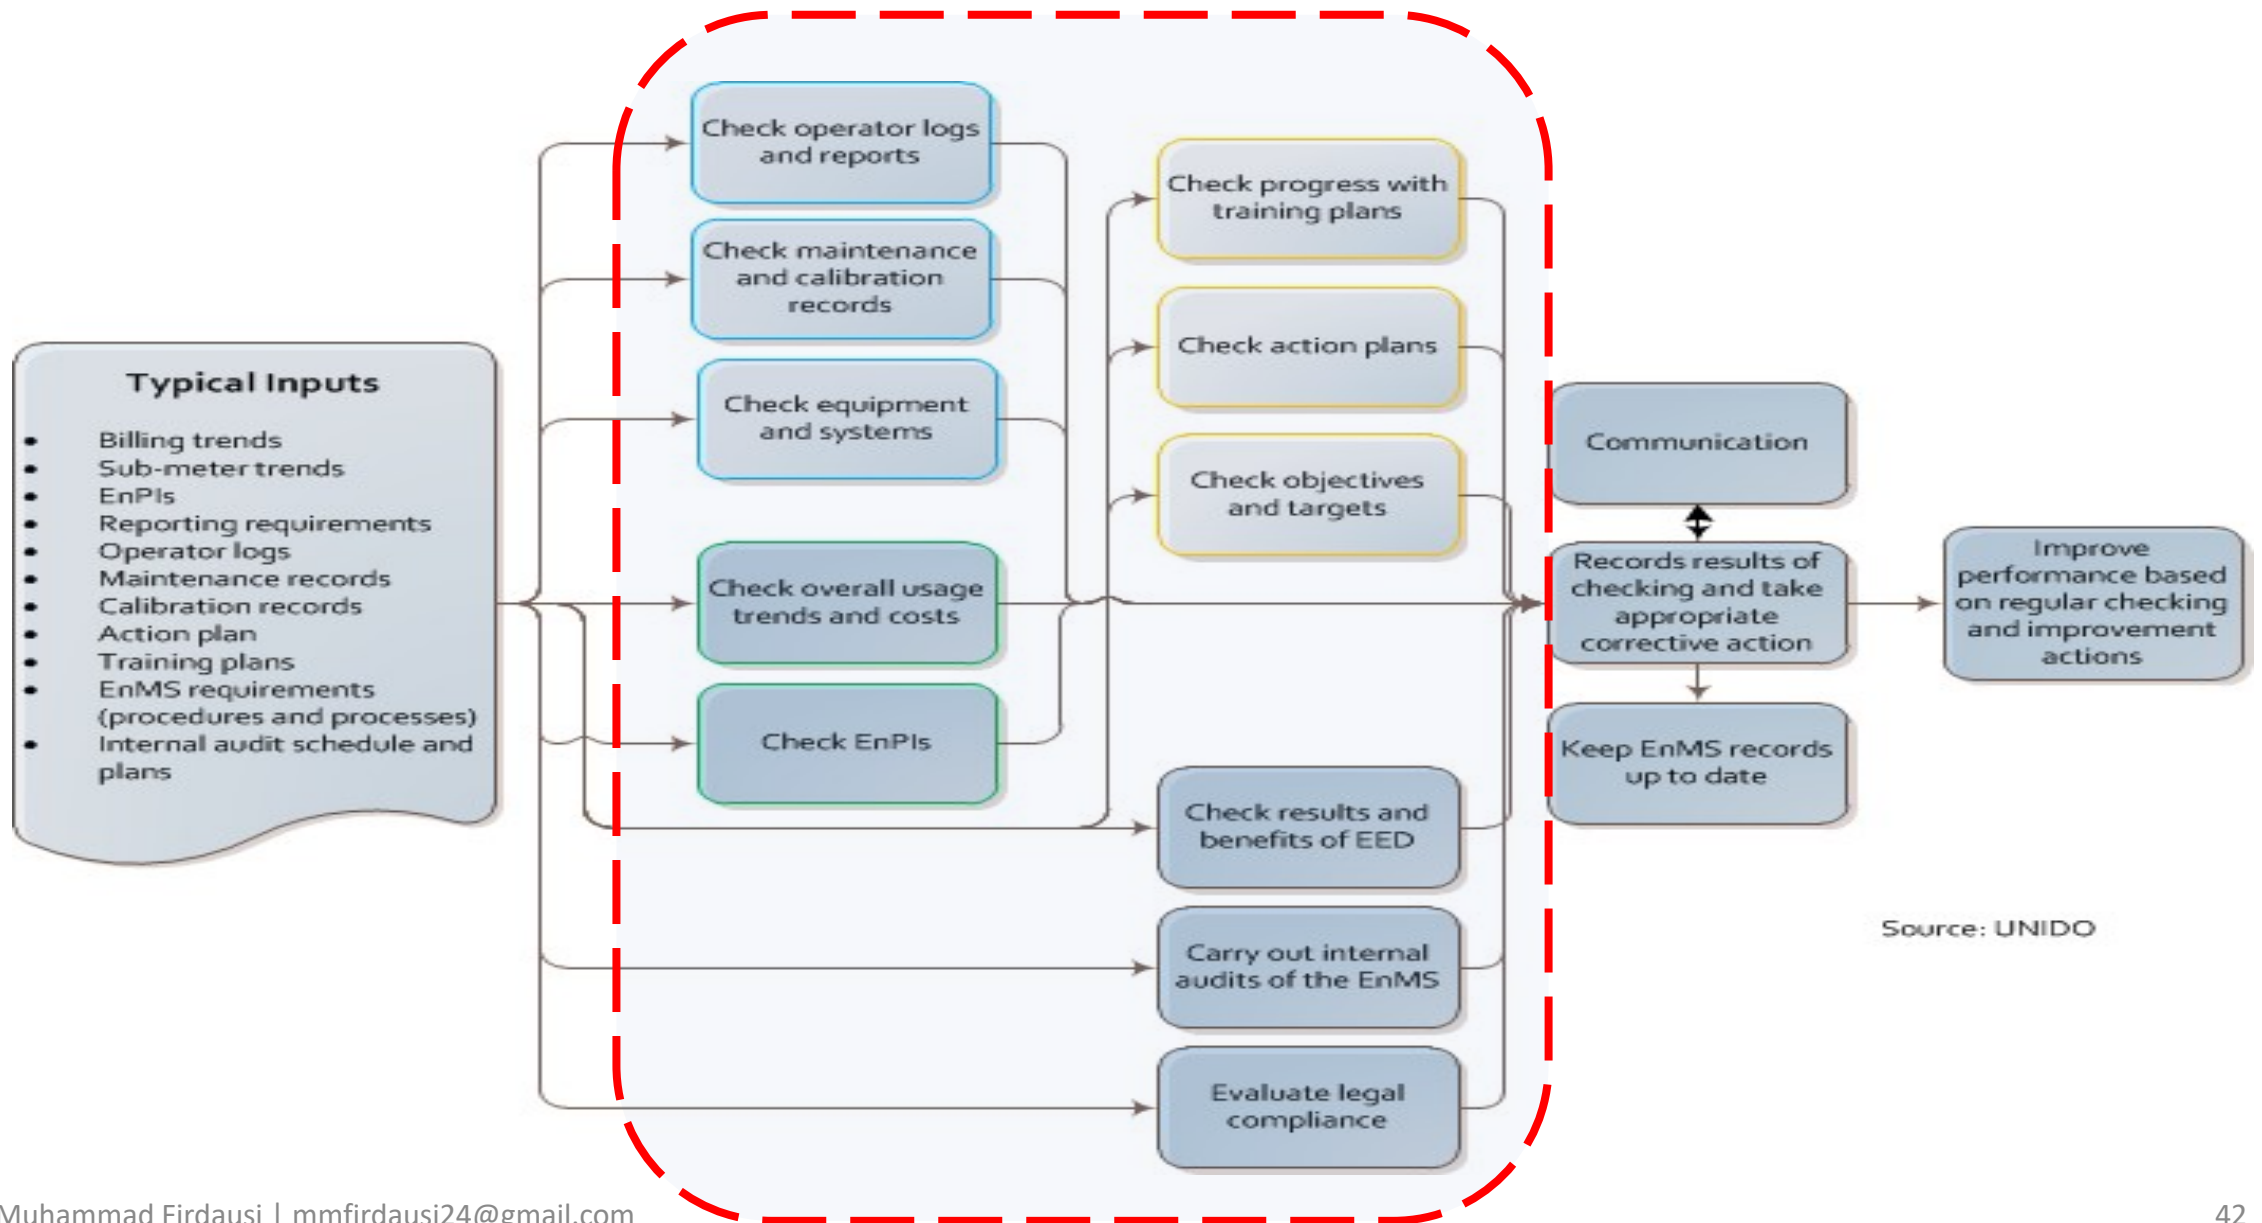 Typical Inputs
• Billing trends
• Sub-meter trends
• EnPIs
• Reporting requirements
• Operator logs
• Maintenance records
• Calibration records
• Action plan
• Training plans
• EnMS requirements
(procedures and processes)
• Internal audit schedule and
plans
Check operator logs
and reports
Check maintenance
and calibration
records
Check equipment
and systems
Check overall usage
trends and costs
Check EnPIs
Check progress with
training plans
Check action plans
Check objectives
and targets
Check results and
benefits of EED
Carry out internal
audits of the EnMS
Evaluate legal
compliance
Communication
Records results of
checking and take
appropriate
corrective action
Keep EnMS records
up to date
Improve
performance based
on regular checking
and improvement
actions
Source: UNIDO
Muhammad Firdausi | mmfirdausi24@gmail.com
42